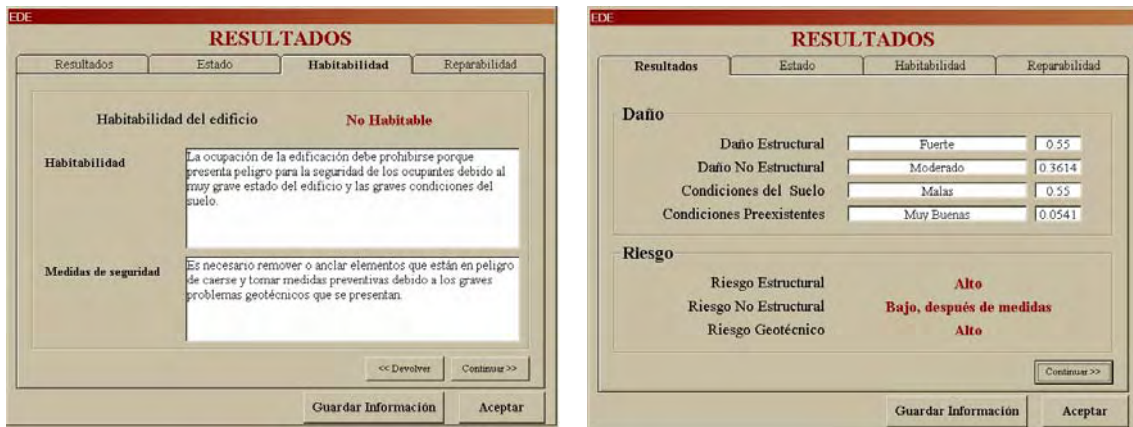 EDE
RESULTADOS
Resultados Estado Habitabilidad Reparabilidad
Habitabilidad del edificio No Habitable
Habitabilidad
La ocupación de la edificación debe prohibirse porque
presenta peligro para la seguridad de los ocupantes debido al
muy grave estado del edificio y las graves condiciones del
suelo.
Medidas de seguridad
Es necesario remover o anclar elementos que están en peligro
de caerse y tomar medidas preventivas debido a los graves
problemas geotécnicos que se presentan.
<< Devolver Continuar >>
Guardar Información Aceptar
EDE
RESULTADOS
Resultados Estado Habitabilidad Reparabilidad
Daño
Daño Estructural Fuerte 0.55
Daño No Estructural Moderado 0.3614
Condiciones del Suelo Malas 0.55
Condiciones Preexistentes Muy Buenas 0.0541
Riesgo
Riesgo Estructural Alto
Riesgo No Estructural Bajo, después de medidas
Riesgo Geotécnico Alto
Continuar >>
Guardar Información Aceptar